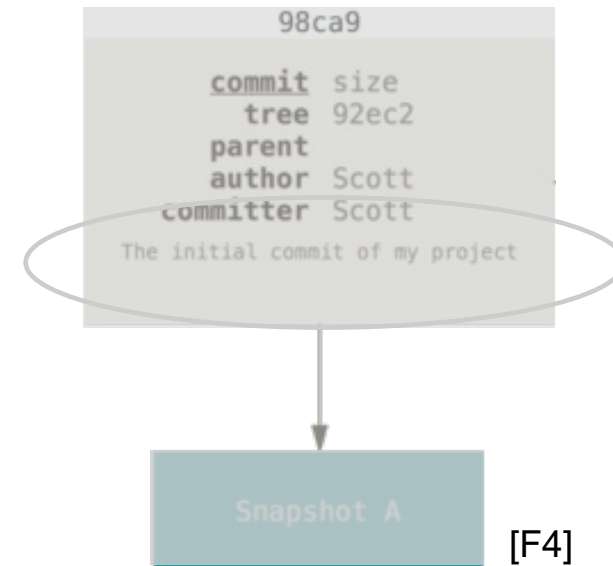 98ca9
commit size
tree 92ec2
parent
author Scott
committer Scott
The initial commit of my project
Snapshot A
[F4]